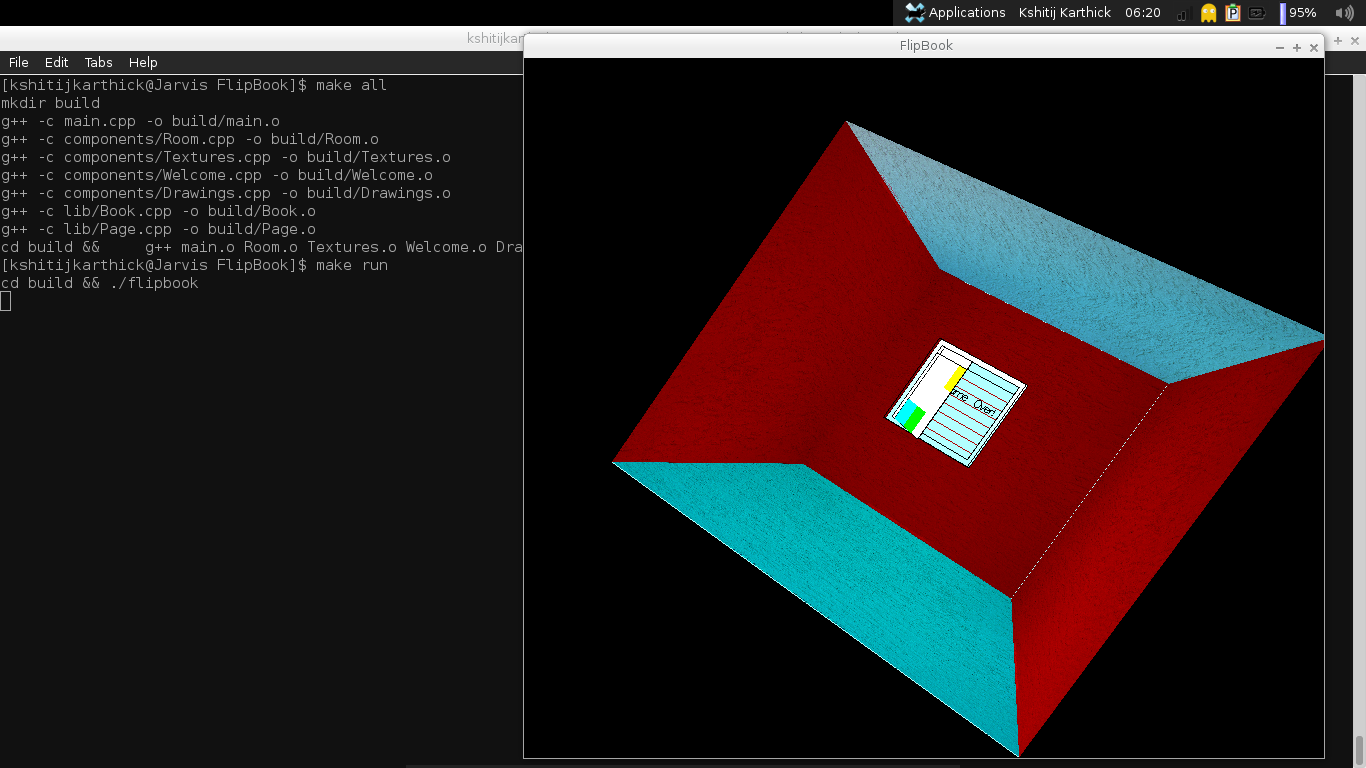 Applications Kshitij Karthick 06:20 95%
kshitijkar
FlipBook
File Edit Tabs Help
[kshitijkarthick@Jarvis FlipBook]$ make all
mkdir build
g++ -c main.cpp -o build/main.o
g++ -c components/Room.cpp -o build/Room.o
g++ -c components/Textures.cpp -o build/Textures.o
g++ -c components/Welcome.cpp -o build/Welcome.o
g++ -c components/Drawings.cpp -o build/Drawings.o
g++ -c lib/Book.cpp -o build/Book.o
g++ -c lib/Page.cpp -o build/Page.o
cd build && g++ main.o Room.o Textures.o Welcome.o Dra
[kshitijkarthick@Jarvis FlipBook]$ make run
cd build && ./flipbook
Over